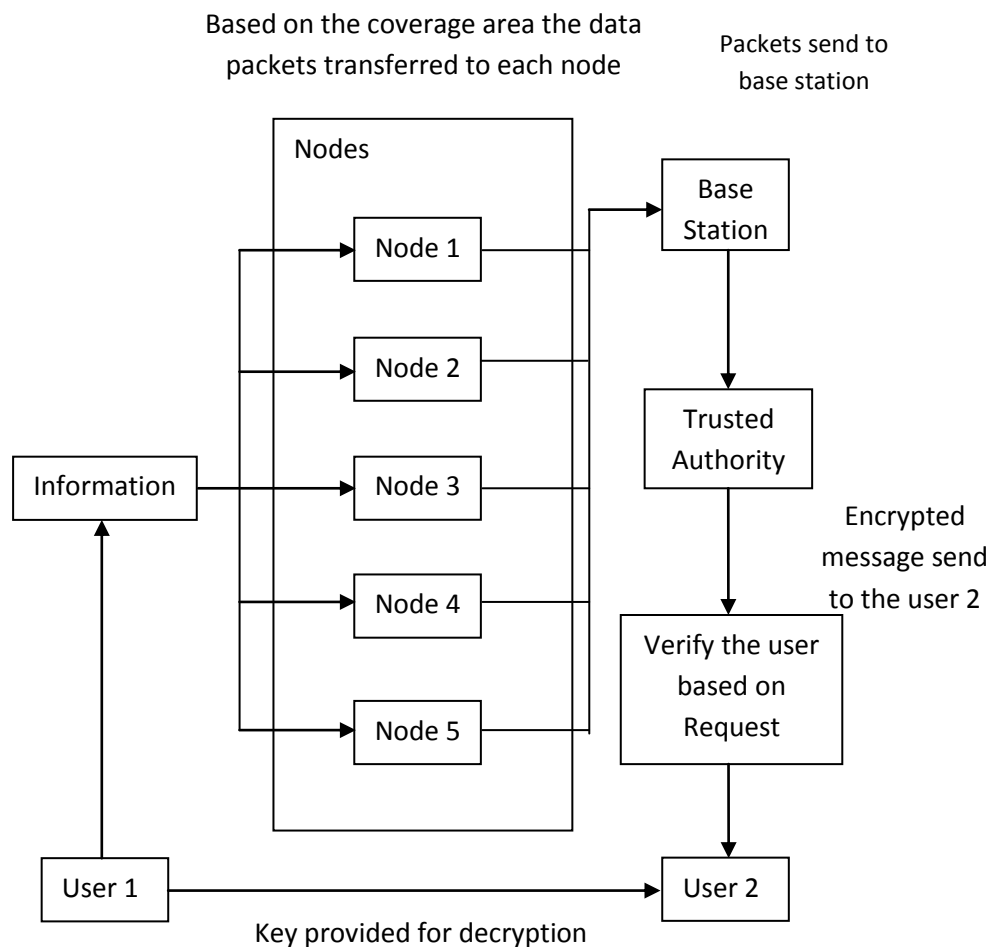 Based on the coverage area the data
packets transferred to each node
Packets send to
base station
Nodes
Base
Station
Node 1
Node 2
Trusted
Authority
Information
Node 3
Encrypted
message send
to the user 2
Node 4
Verify the user
based on
Request
Node 5
User 1
User 2
Key provided for decryption